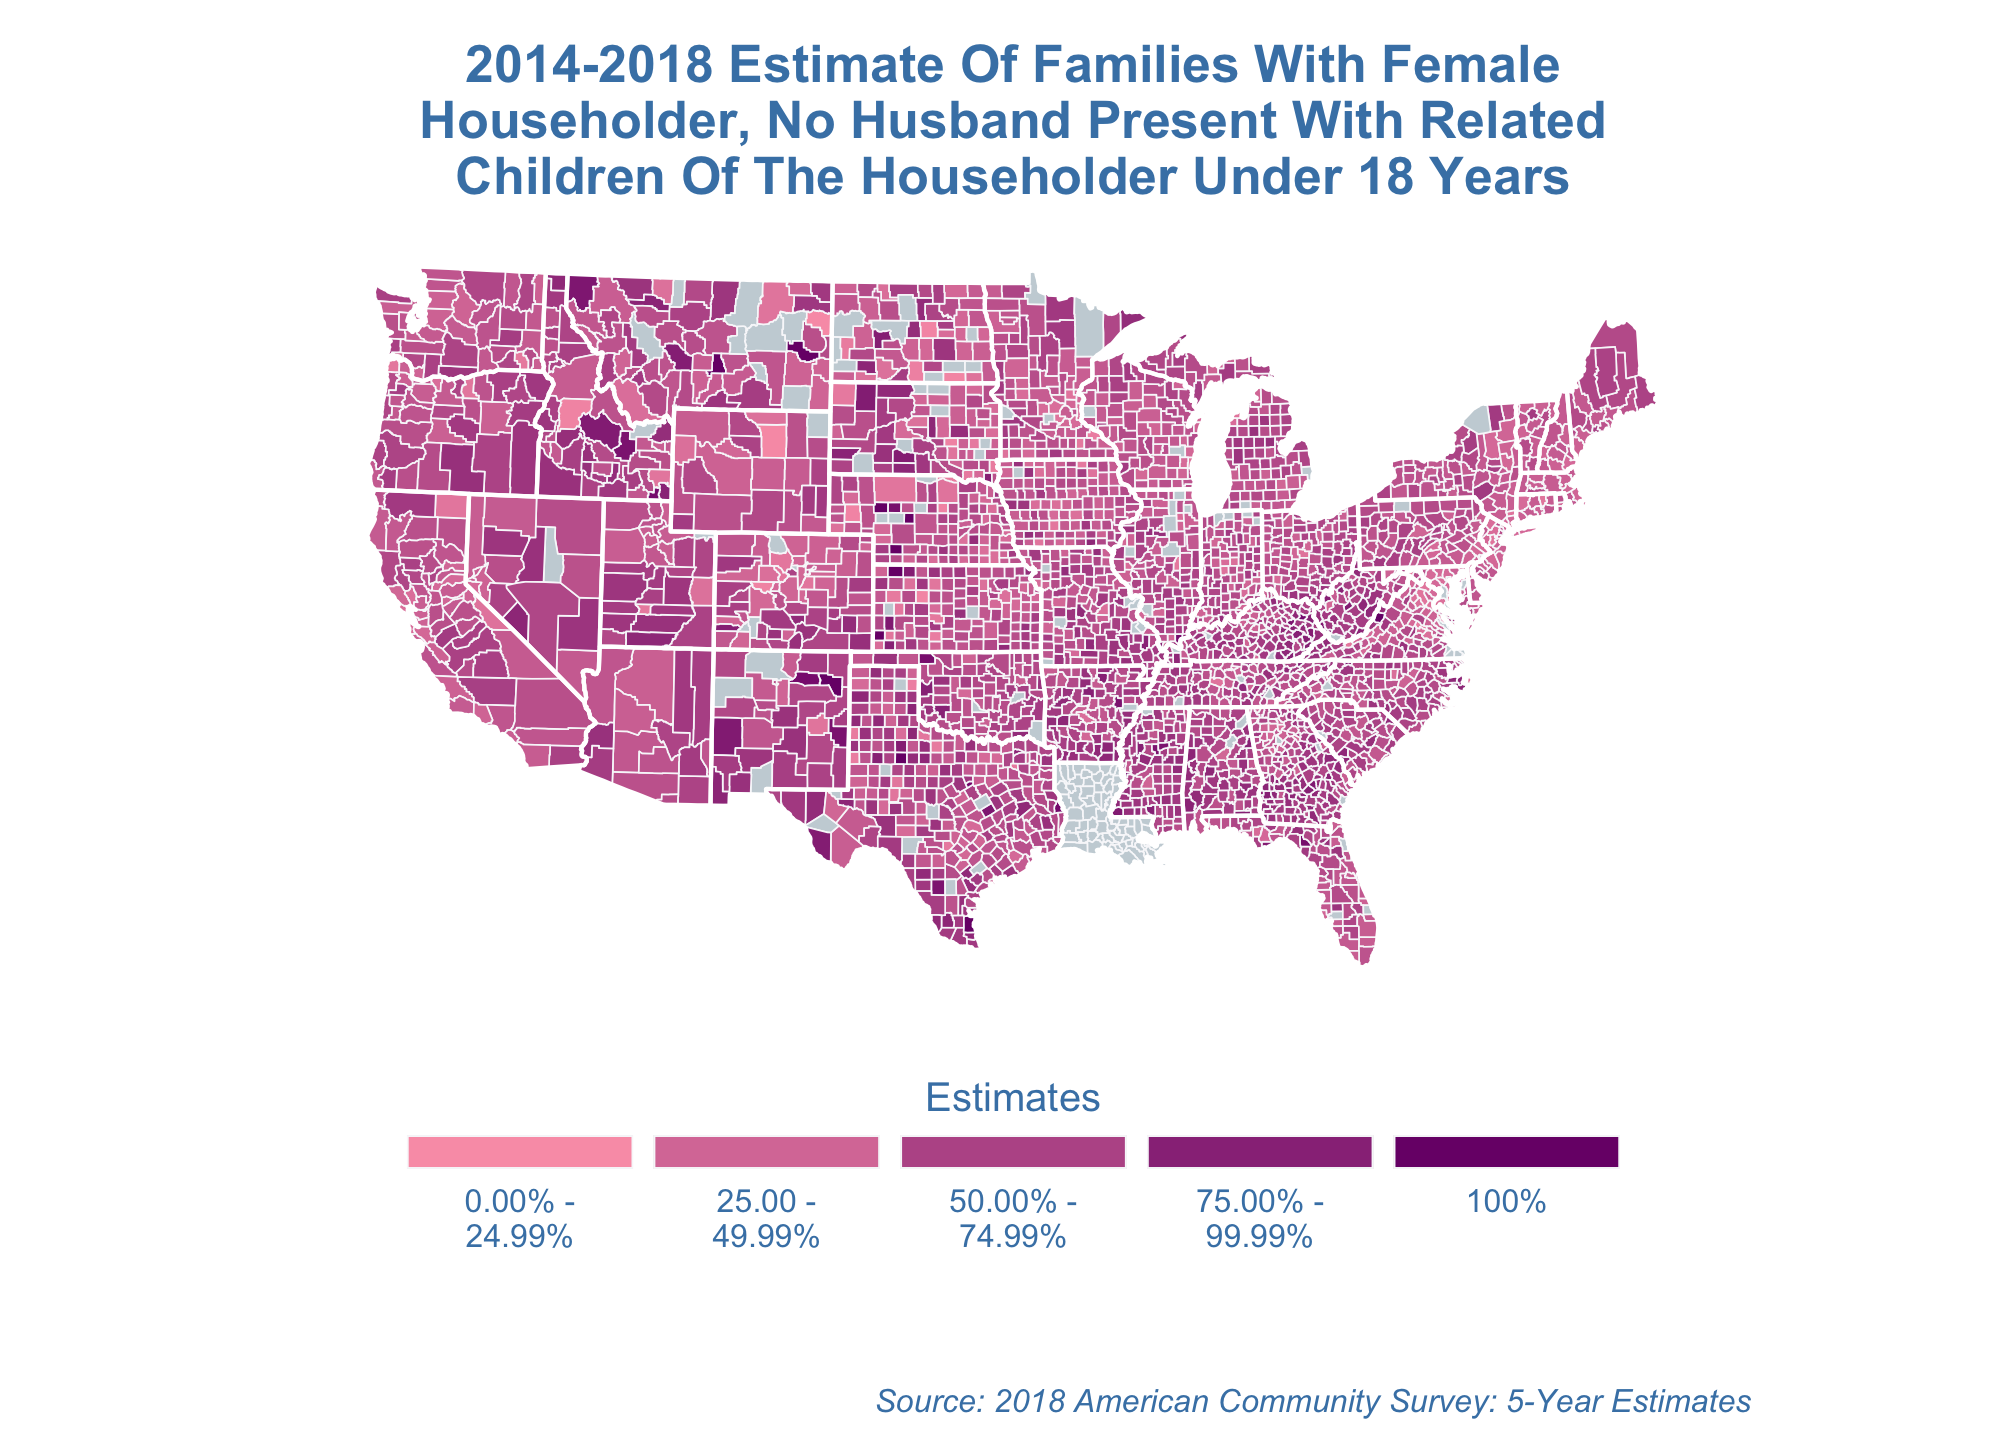 2014-2018 Estimate Of Families With Female
Householder, No Husband Present With Related
Children Of The Householder Under 18 Years
Estimates
0.00% -
24.99%
25.00 -
49.99%
50.00% -
74.99%
75.00% -
99.99%
100%
Source: 2018 American Community Survey: 5-Year Estimates